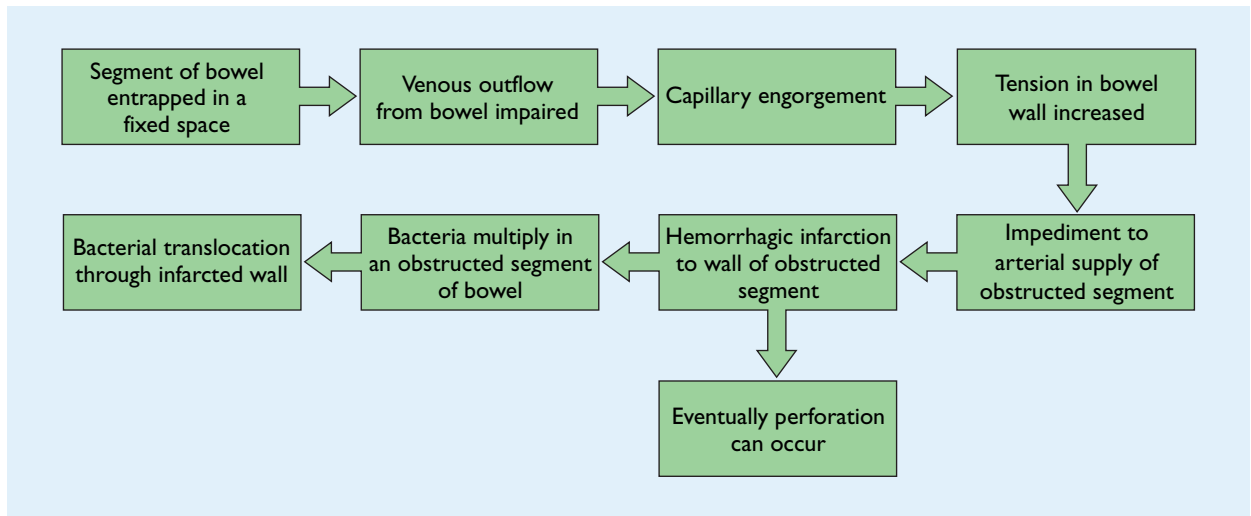 Segment of bowel
entrapped in a
fixed space
Venous outflow
from bowel impaired
Capillary engorgement
Tension in bowel
wall increased
Impediment to
arterial supply of
obstructed segment
Hemorrhagic infarction
to wall of obstructed
segment
Bacteria multiply in
an obstructed segment
of bowel
Bacterial translocation
through infarcted wall
Eventually perforation
can occur